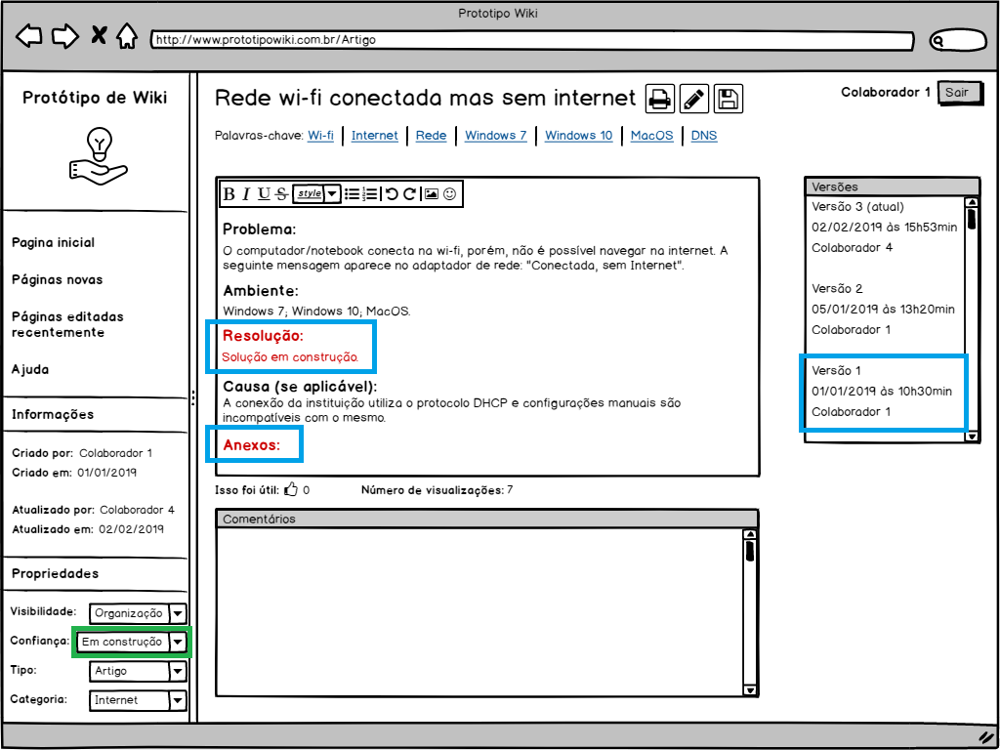 Prototipo Wiki
http://www.prototipowiki.com.br/Artigo
Protótipo de Wiki
Pagina inicial
Páginas novas
Páginas editadas
recentemente
Ajuda
Informações
Criado por: Colaborador 1
Criado em: 01/01/2019
Atualizado por: Colaborador 4
Atualizado em: 02/02/2019
Propriedades
Visibilidade: Organização
Confiança: Em construção
Tipo: Artigo
Categoria: Internet
Rede wi-fi conectada mas sem internet
Colaborador 1 Sair
Palavras-chave: Wi-fi | Internet | Rede | Windows 7 | Windows 10 | MacOS | DNS
B I U S style
Problema:
O computador/notebook conecta na wi-fi, porém, não é possível navegar na internet. A
seguinte mensagem aparece no adaptador de rede: "Conectada, sem Internet".
Ambiente:
Windows 7; Windows 10; MacOS.
Resolução:
Solução em construção.
Causa (se aplicável):
A conexão da instituição utiliza o protocolo DHCP e configurações manuais são
incompatíveis com o mesmo.
Anexos:
Isso foi útil: 0 Número de visualizações: 7
Comentários
Versões
Versão 3 (atual)
02/02/2019 às 15h53min
Colaborador 4
Versão 2
05/01/2019 às 13h20min
Colaborador 1
Versão 1
01/01/2019 às 10h30min
Colaborador 1